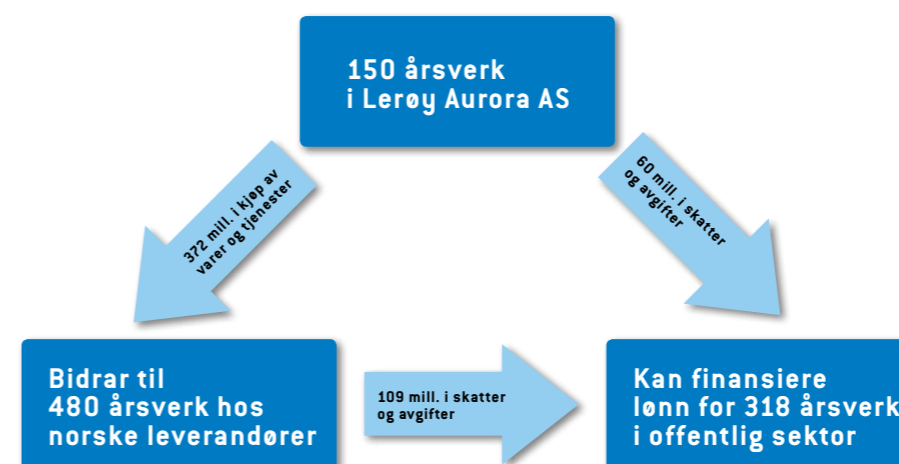 150 årsverk
i Lerøy Aurora AS
372 mill. i kjøp av
varer og tjenester
60 mill. i skatter
og avgifter
Bidrar til
480 årsverk hos
norske leverandører
109 mill. i skatter
og avgifter
Kan finansiere
lønn for 318 årsverk
i offentlig sektor